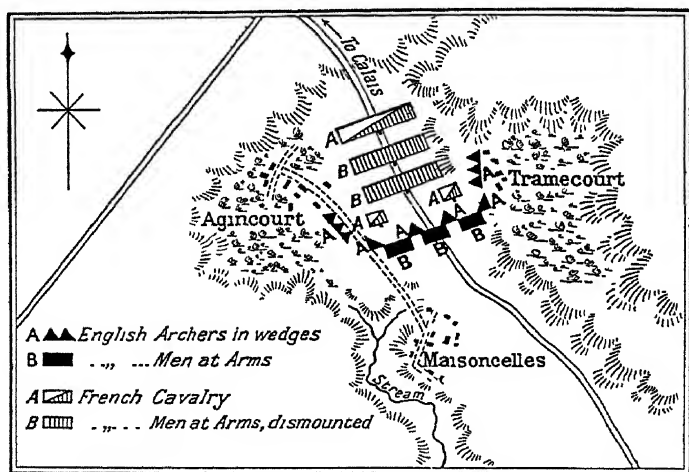 To Calais
A
B
B
Tramecourt
A
A
A
Agincourt
A
A
A
A
A
B
B
B
Maisoncelles
Stream
A English Archers in wedges
B „ Men at Arms
A French Cavalry
B „ Men at Arms, dismounted